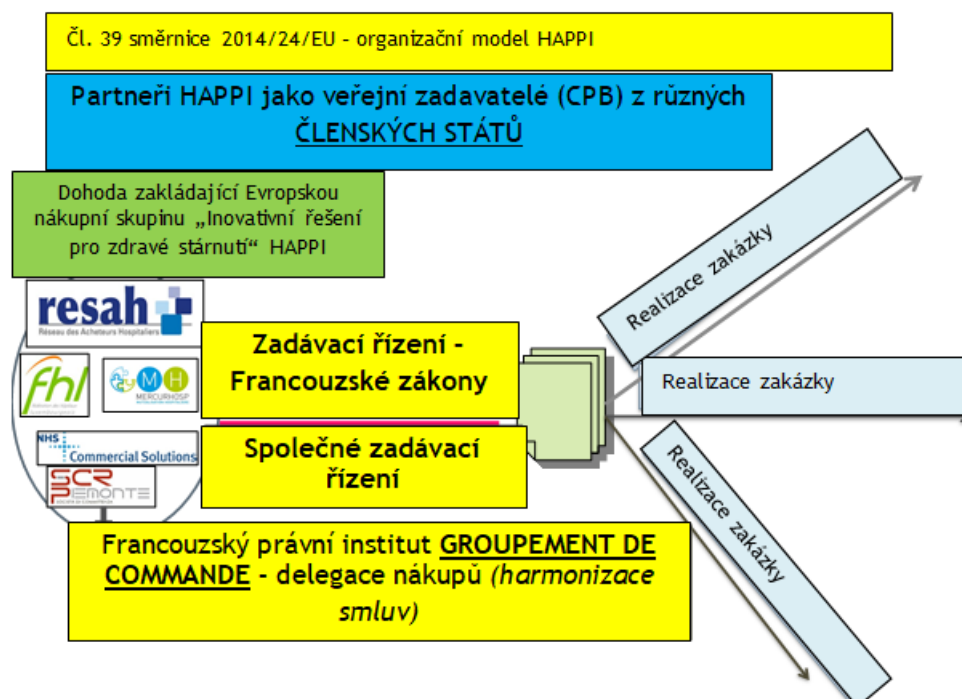 Čl. 39 směrnice 2014/24/EU – organizační model HAPPI
Partneři HAPPI jako veřejní zadavatelé (CPB) z různých
ČLENSKÝCH STÁTŮ
Dohoda zakládající Evropskou
nákupní skupinu „Inovativní řešení
pro zdravé stárnutí“ HAPPI
resah
Réseau des Acheteurs Hospitaliers
fhl
MH
MERCURHOSP
NHS
Commercial Solutions
SCR
PIEMONTE
Zadávací řízení -
Francouzské zákony
Společné zadávací
řízení
Francouzský právní institut GROUPEMENT DE
COMMANDE - delegace nákupů (harmonizace
smluv)
Realizace zakázky
Realizace zakázky
Realizace zakázky